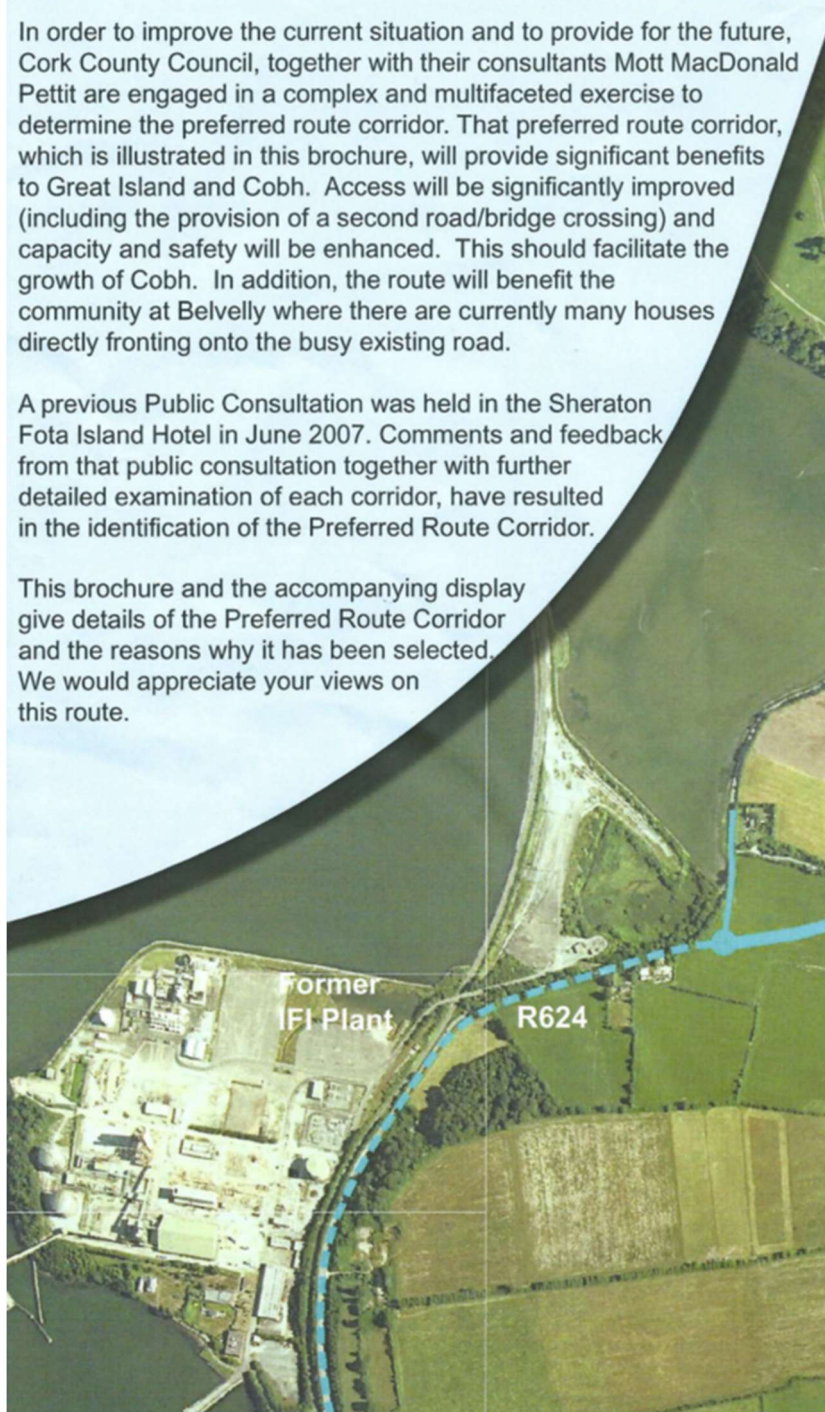 In order to improve the current situation and to provide for the future,
Cork County Council, together with their consultants Mott MacDonald
Pettit are engaged in a complex and multifaceted exercise to
determine the preferred route corridor. That preferred route corridor,
which is illustrated in this brochure, will provide significant benefits
to Great Island and Cobh. Access will be significantly improved
(including the provision of a second road/bridge crossing) and
capacity and safety will be enhanced. This should facilitate the
growth of Cobh. In addition, the route will benefit the
community at Belvelly where there are currently many houses
directly fronting onto the busy existing road.
A previous Public Consultation was held in the Sheraton
Fota Island Hotel in June 2007. Comments and feedback
from that public consultation together with further
detailed examination of each corridor, have resulted
in the identification of the Preferred Route Corridor.
This brochure and the accompanying display
give details of the Preferred Route Corridor
and the reasons why it has been selected.
We would appreciate your views on
this route.
Former
IFI Plant
R624